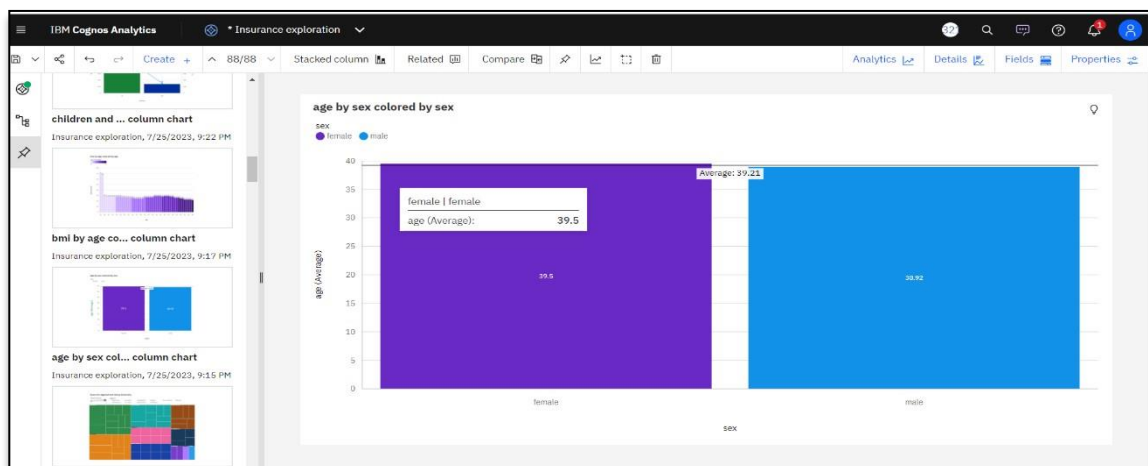 IBM Cognos Analytics
* Insurance exploration
1
Create +
88/88
Stacked column
Related
Compare
Analytics
Details
Fields
Properties
children and ... column chart
Insurance exploration, 7/25/2023, 9:22 PM
bmi by age co... column chart
Insurance exploration, 7/25/2023, 9:17 PM
age by sex col... column chart
Insurance exploration, 7/25/2023, 9:15 PM
age by sex colored by sex
sex
female male
40
Average: 39.21
35
female | female
age (Average): 39.5
30
25
age (Average)
20
39.5
38.92
15
10
5
0
female
male
sex